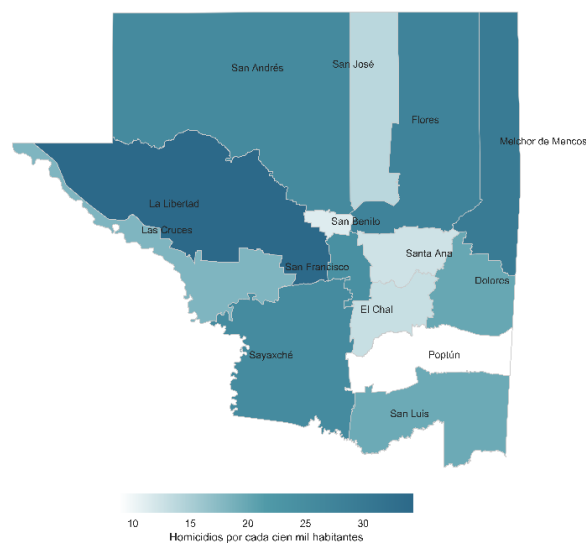 San José
San Andrés
Flores
Melchor de Mencos
La Libertad
San Benito
Las Cruces
Santa Ana
San Francisco
Dolores
El Chal
Sayaxché
Poptún
San Luis
10 15 20 25 30
Homicidios por cada cien mil habitantes